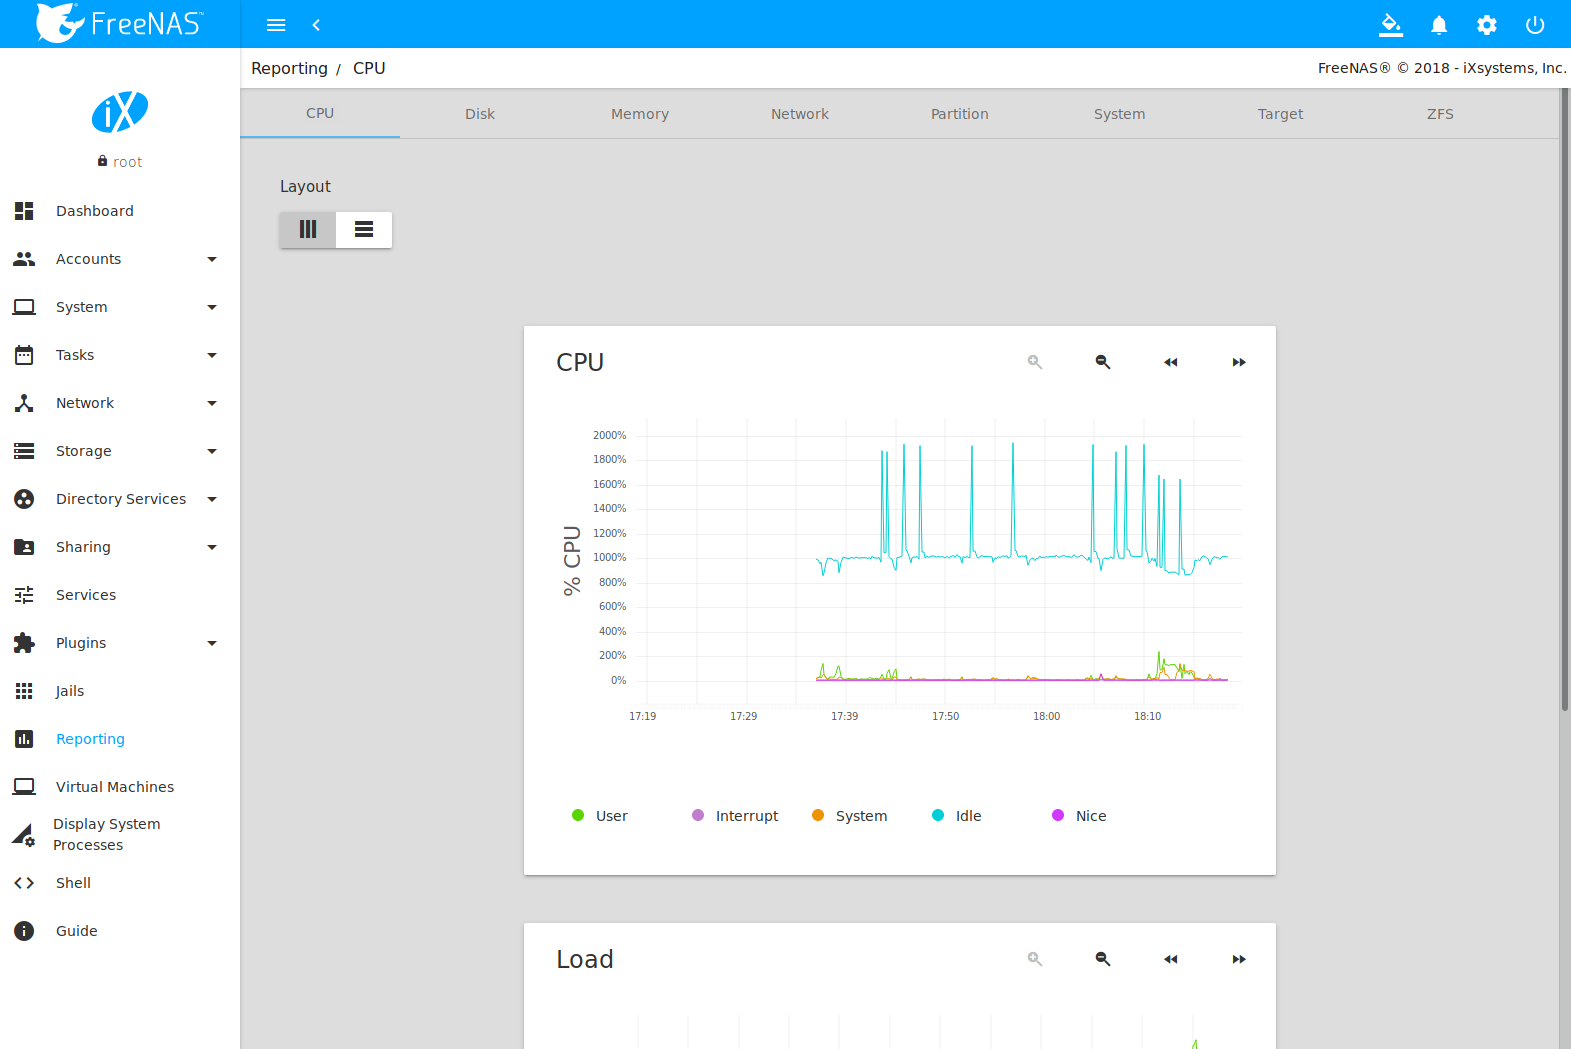 FreeNAS™
Reporting / CPU
FreeNAS® © 2018 - iXsystems, Inc.
iX
root
Dashboard
Accounts
System
Tasks
Network
Storage
Directory Services
Sharing
Services
Plugins
Jails
Reporting
Virtual Machines
Display System
Processes
Shell
Guide
CPU Disk Memory Network Partition System Target ZFS
Layout
CPU
% CPU
2000%
1800%
1600%
1400%
1200%
1000%
800%
600%
400%
200%
0%
17:19 17:29 17:39 17:50 18:00 18:10
User Interrupt System Idle Nice
Load